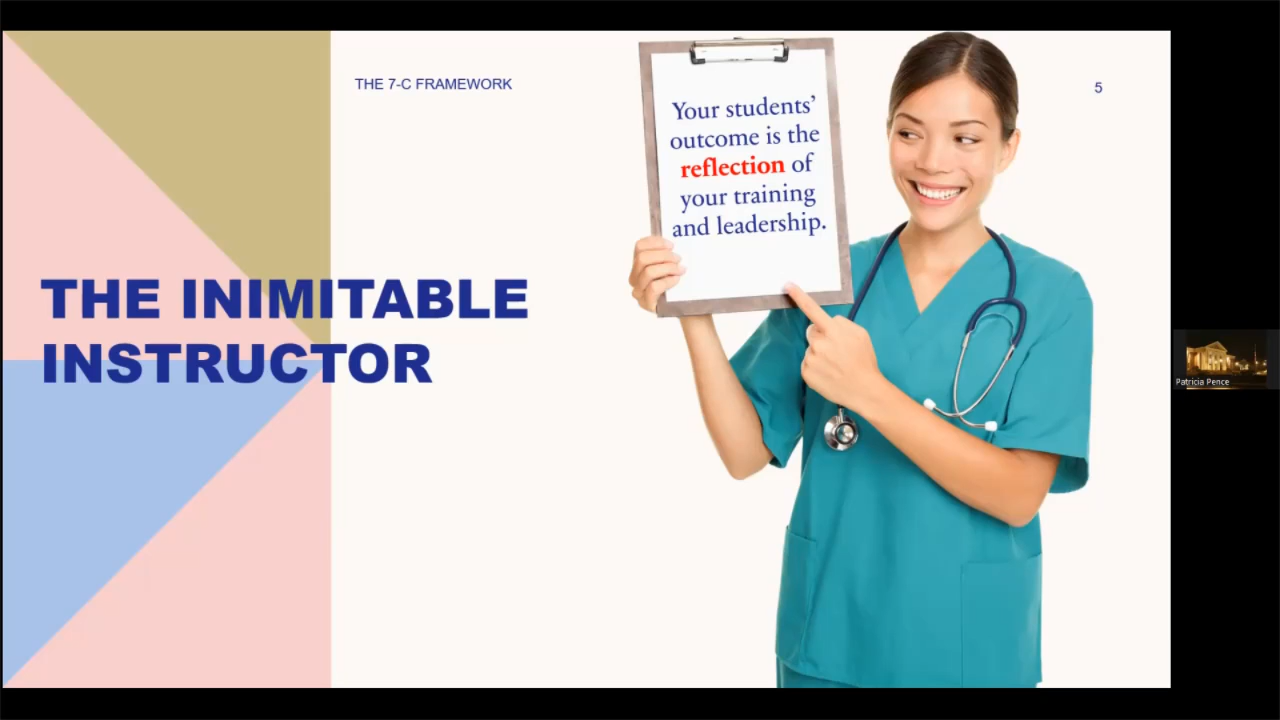 THE 7-C FRAMEWORK
5
Your students’
outcome is the
reflection of
your training
and leadership.
THE INIMITABLE
INSTRUCTOR
Patricia Pence